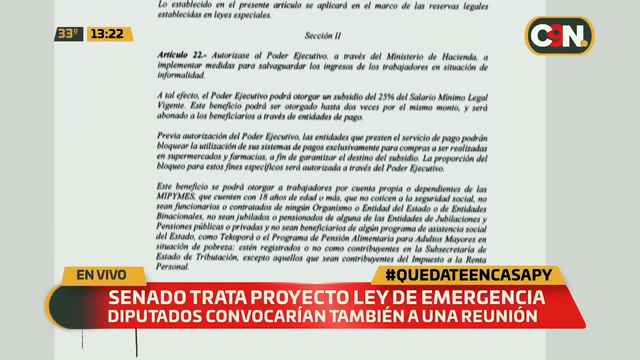 33º
13:22
C9N.
Lo establecido en el presente artículo se aplicará en el marco de las reservas legales
establecidas en leyes especiales.
Sección II
Artículo 22.- Autorízase al Poder Ejecutivo, a través del Ministerio de Hacienda, a
implementar medidas para salvaguardar los ingresos de los trabajadores en situación de
informalidad.
A tal efecto, el Poder Ejecutivo podrá otorgar un subsidio del 25% del Salario Mínimo Legal
Vigente. Este beneficio podrá ser otorgado hasta dos veces por el mismo monto, y será
abonado a los beneficiarios a través de entidades de pago.
Previa autorización del Poder Ejecutivo, las entidades que presten el servicio de pago podrán
bloquear la utilización de sus sistemas de pagos exclusivamente para compras a ser realizadas
en supermercados y farmacias, a fin de garantizar el destino del subsidio. La proporción del
bloqueo para estos fines específicos será autorizada a través del Poder Ejecutivo.
Este beneficio se podrá otorgar a trabajadores por cuenta propia o dependientes de las
MIPYMES, que cuenten con 18 años de edad o más, que no coticen a la seguridad social, no
sean funcionarios o contratados de ningún Organismo o Entidad del Estado o de Entidades
Binacionales, no sean jubilados o pensionados de alguna de las Entidades de Jubilaciones y
Pensiones públicas o privadas y no sean beneficiarios de algún programa de asistencia social
del Estado, como Tekoporá o el Programa de Pensión Alimentaria para Adultos Mayores en
situación de pobreza: estén registrados o no como contribuyentes en la Subsecretaría de
Estado de Tributación, excepto aquellos que sean contribuyentes del Impuesto a la Renta
Personal.
EN VIVO
#QUEDATEENCASAPY
SENADO TRATA PROYECTO LEY DE EMERGENCIA
DIPUTADOS CONVOCARÍAN TAMBIÉN A UNA REUNIÓN